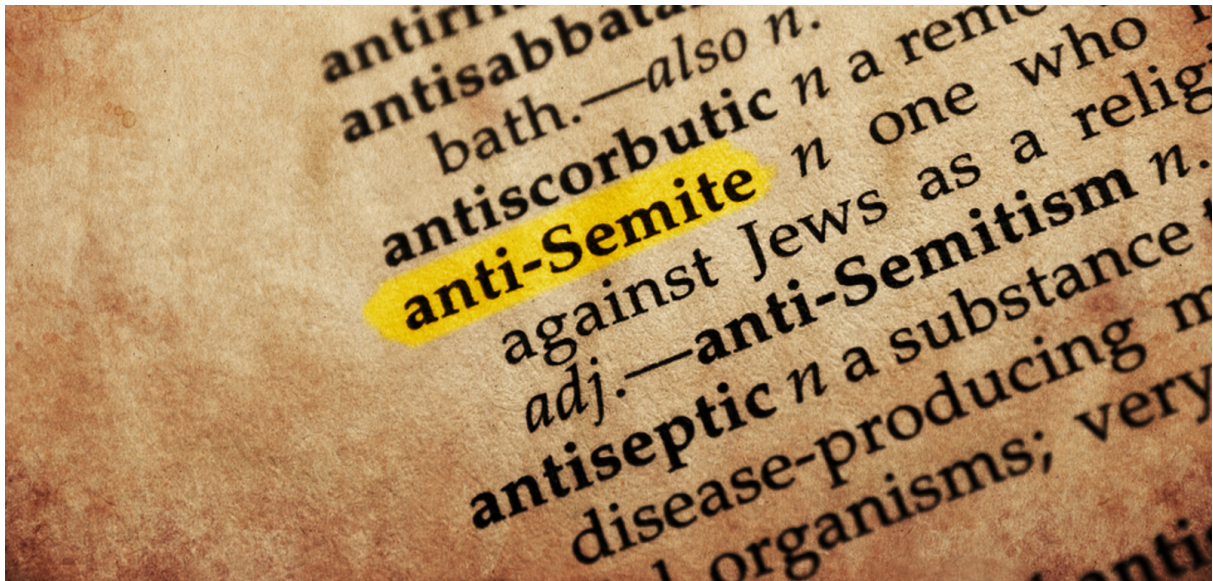 antisabbata
bath.—also n.
antiscorbutic n a reme
anti-Semite n one who
against Jews as a relig
adj.—anti-Semitism n.
antiseptic n a substance
disease-producing m
organisms; very